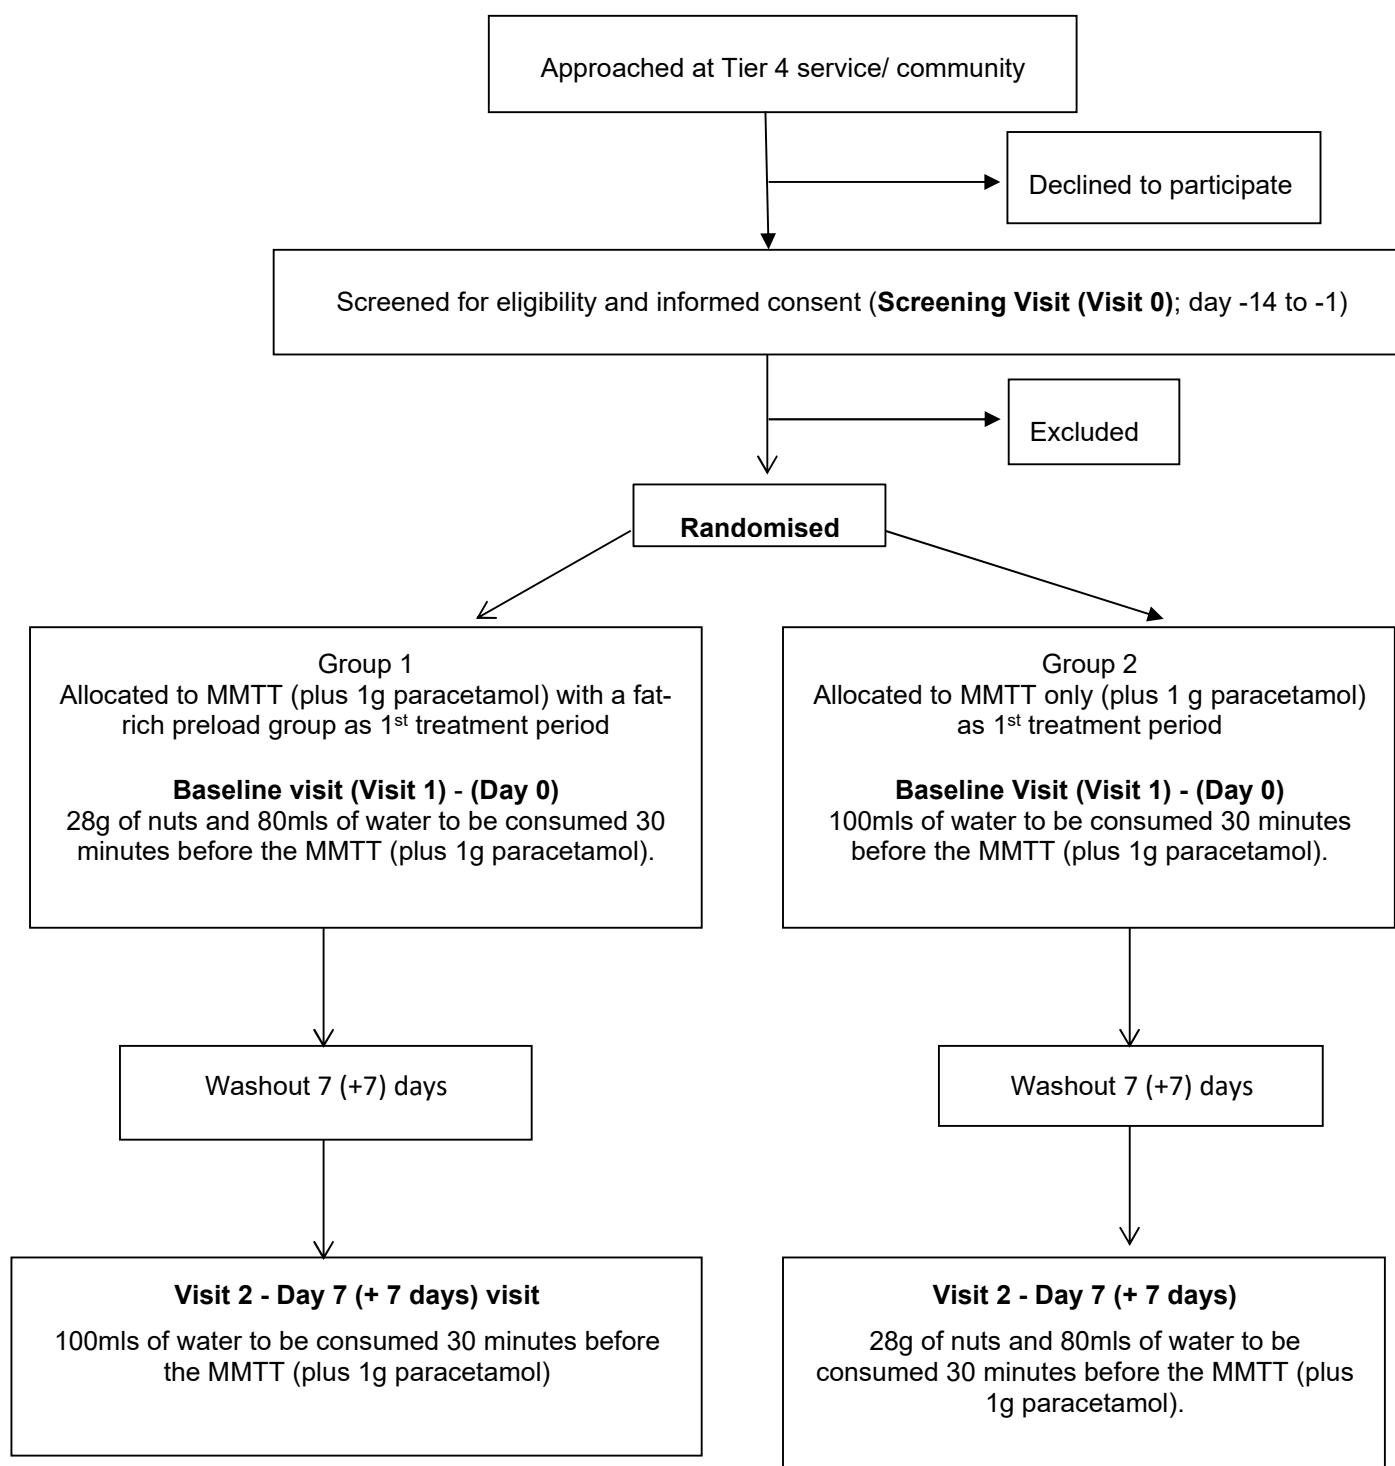 Approached at Tier 4 service/ community
Declined to participate
Screened for eligibility and informed consent (Screening Visit (Visit 0); day -14 to -1)
Excluded
Randomised
Group 1
Allocated to MMTT (plus 1g paracetamol) with a fat-
rich preload group as 1st treatment period
Baseline visit (Visit 1) - (Day 0)
28g of nuts and 80mls of water to be consumed 30
minutes before the MMTT (plus 1g paracetamol).
Group 2
Allocated to MMTT only (plus 1 g paracetamol)
as 1st treatment period
Baseline Visit (Visit 1) - (Day 0)
100mls of water to be consumed 30 minutes
before the MMTT (plus 1g paracetamol).
Washout 7 (+7) days
Washout 7 (+7) days
Visit 2 - Day 7 (+ 7 days) visit
100mls of water to be consumed 30 minutes before
the MMTT (plus 1g paracetamol)
Visit 2 - Day 7 (+ 7 days)
28g of nuts and 80mls of water to be
consumed 30 minutes before the MMTT (plus
1g paracetamol).